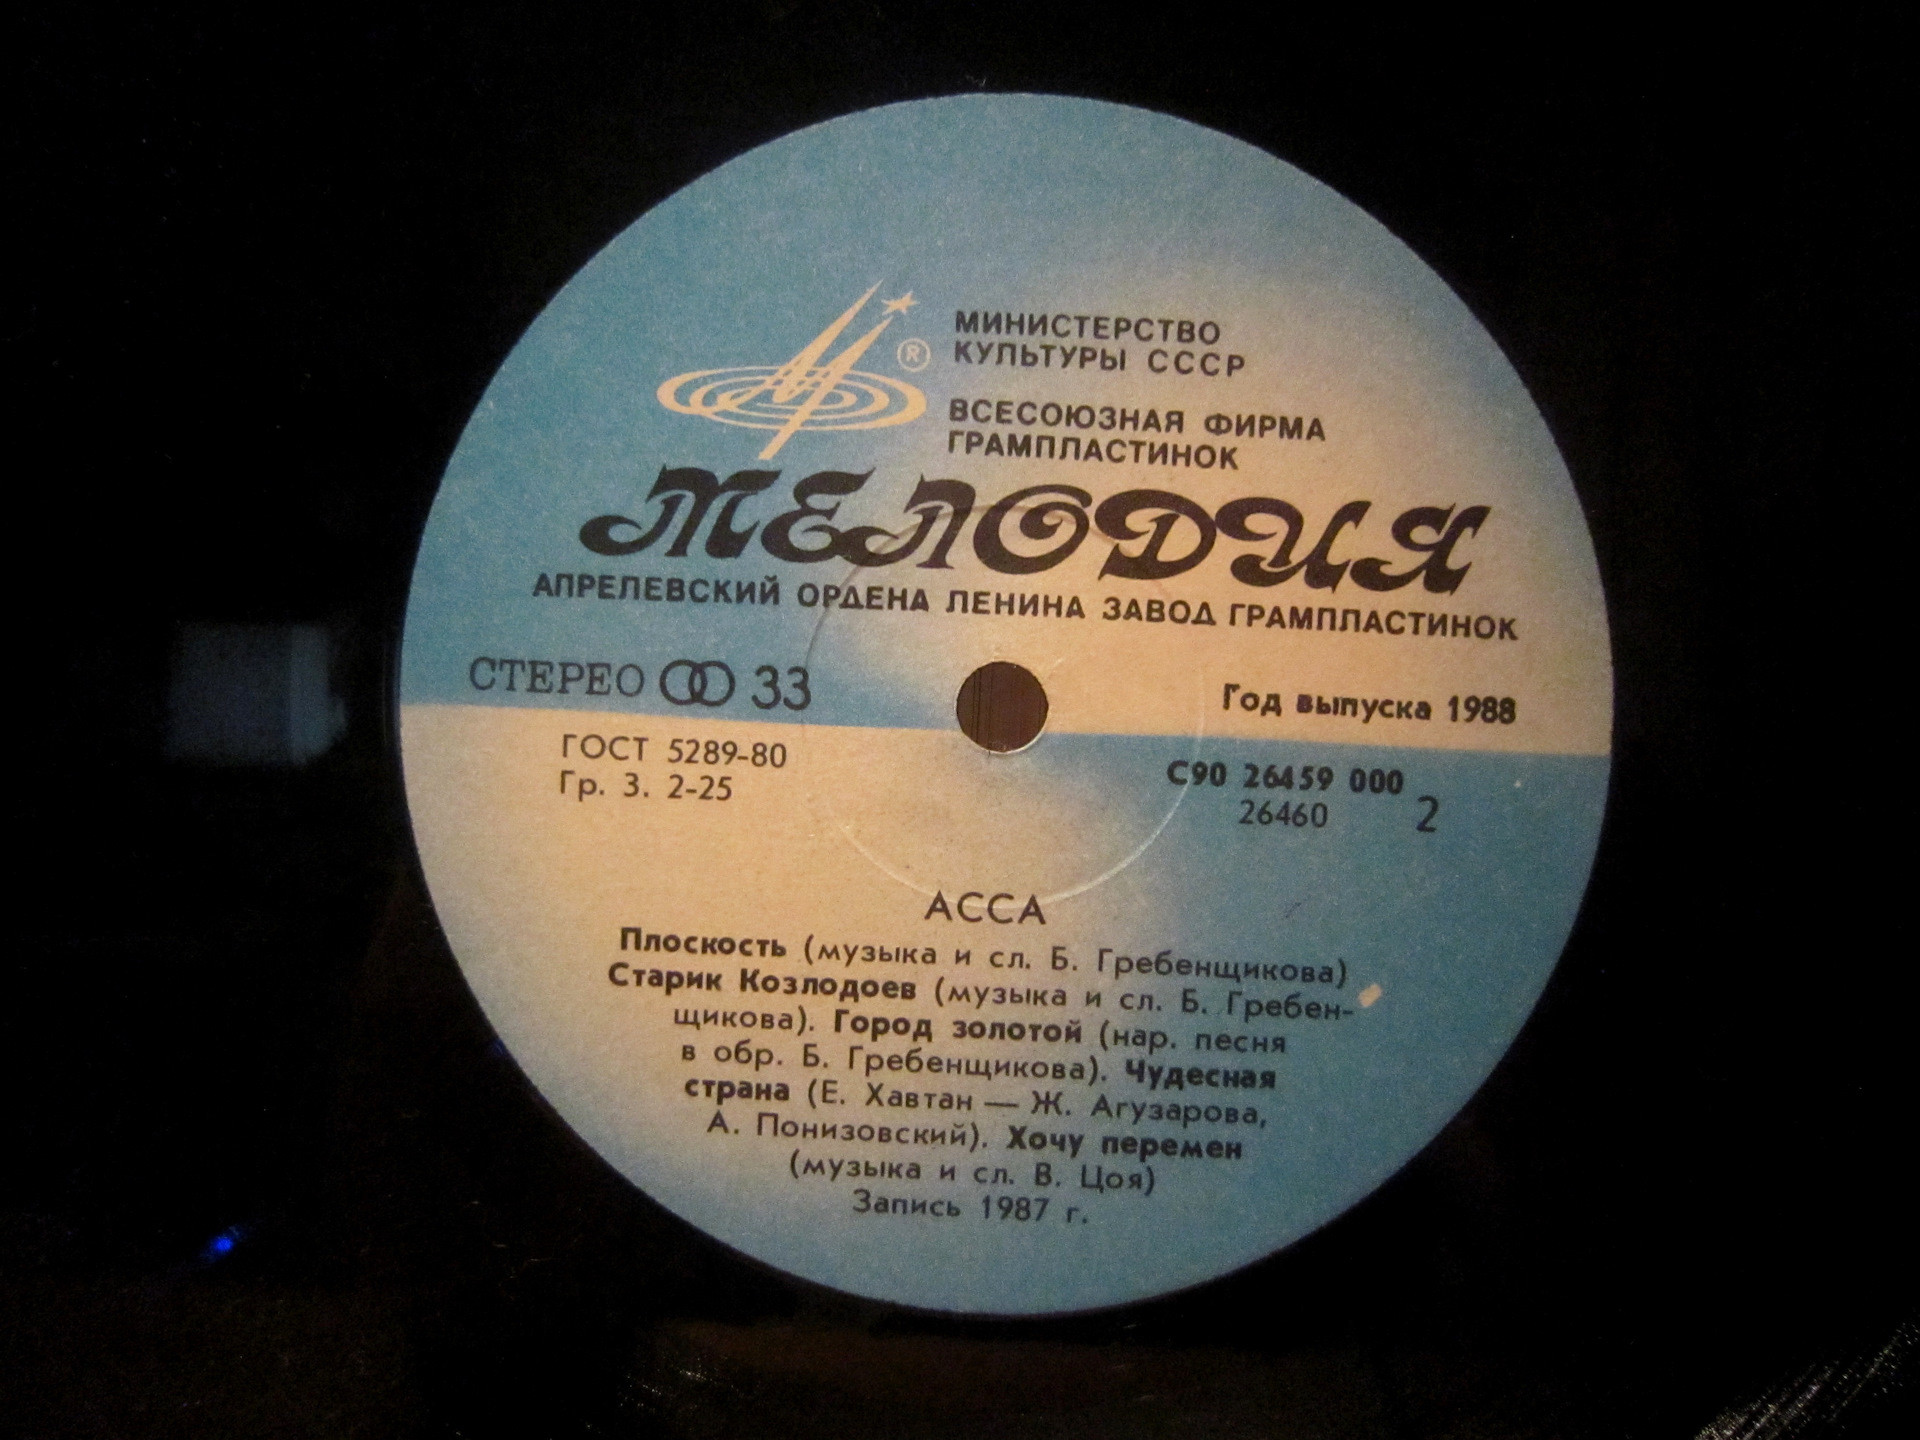 ®
МИНИСТЕРСТВО
КУЛЬТУРЫ СССР
ВСЕСОЮЗНАЯ ФИРМА
ГРАМПЛАСТИНОК
МЕЛОДИЯ
АПРЕЛЕВСКИЙ ОРДЕНА ЛЕНИНА ЗАВОД ГРАМПЛАСТИНОК
СТЕРЕО 33
Год выпуска 1988
ГОСТ 5289-80
Гр. 3. 2-25
С90 26459 000
26460 2
АССА
Плоскость (музыка и сл. Б. Гребенщикова)
Старик Козлодоев (музыка и сл. Б. Гребен-
щикова). Город золотой (нар. песня
в обр. Б. Гребенщикова). Чудесная
страна (Е. Хавтан — Ж. Агузарова,
А. Понизовский). Хочу перемен
(музыка и сл. В. Цоя)
Запись 1987 г.